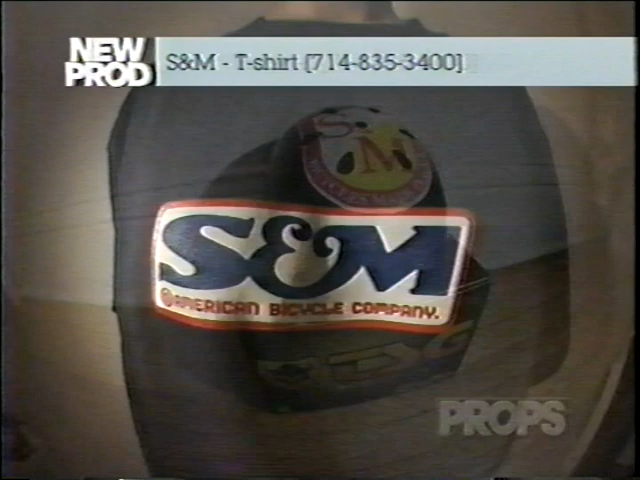 NEW
PROD
S&M - T-shirt [714-835-3400]
S M
S&M
AMERICAN BICYCLE COMPANY.
PROPS